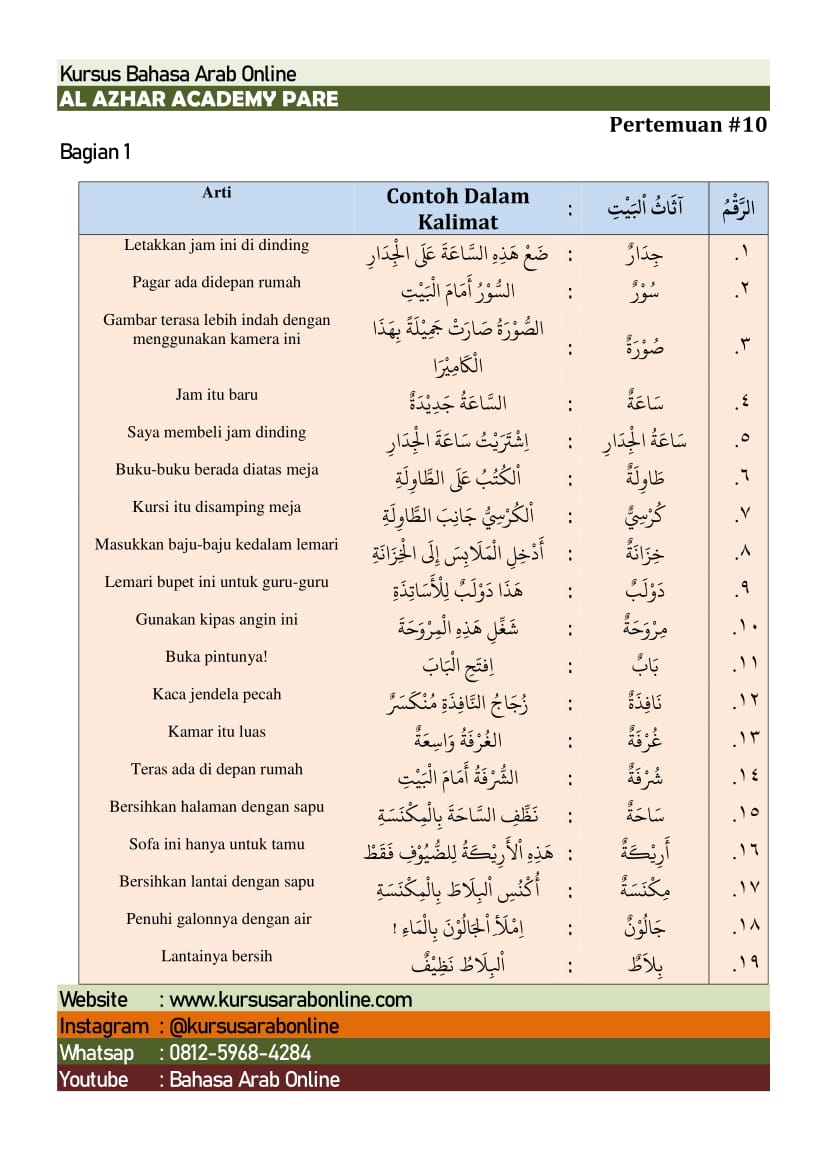 Kursus Bahasa Arab Online
AL AZHAR ACADEMY PARE
Pertemuan #10
Bagian 1
Arti Contoh Dalam Kalimat : آثَاثُ اْلبَيْتِ الرَّقْمُ
Letakkan jam ini di dinding ضَعْ هَذِهِ السَّاعَةَ عَلَى الْجِدَارِ : جِدَارٌ .١
Pagar ada didepan rumah السُّوْرُ أَمَامَ الْبَيْتِ : سُوْرٌ .٢
Gambar terasa lebih indah dengan menggunakan kamera ini الصُّوْرَةُ صَارَتْ جَمِيْلَةً بِهَذَا الْكَامِيْرَا : صُوْرَةٌ .٣
Jam itu baru السَّاعَةُ جَدِيْدَةٌ : سَاعَةٌ .٤
Saya membeli jam dinding اِشْتَرَيْتُ سَاعَةَ الْجِدَارِ : سَاعَةُ الْجِدَارِ .٥
Buku-buku berada diatas meja اْلكُتُبُ عَلَى الطَّاوِلَةِ : طَاوِلَةٌ .٦
Kursi itu disamping meja اْلكُرْسِيُّ جَانِبَ الطَّاوِلَةِ : كُرْسِيٌّ .٧
Masukkan baju-baju kedalam lemari أَدْخِلِ الْمَلَابِسَ إِلَى الْخِزَانَةِ : خِزَانَةٌ .٨
Lemari bupet ini untuk guru-guru هَذَا دَوْلَبٌ لِلْأَسَاتِذَةِ : دَوْلَبٌ .٩
Gunakan kipas angin ini شَغِّلِ هَذِهِ الْمِرْوَحَةَ : مِرْوَحَةٌ .١٠
Buka pintunya! اِفتَحِ الْبَابَ : بَابٌ .١١
Kaca jendela pecah زُجَاجُ النَّافِذَةِ مُنْكَسَرٌ : نَافِذَةٌ .١٢
Kamar itu luas الغُرْفَةُ وَاسِعَةٌ : غُرْفَةٌ .١٣
Teras ada di depan rumah الشُّرْفَةُ أَمَامَ الْبَيْتِ : شُرْفَةٌ .١٤
Bersihkan halaman dengan sapu نَظِّفِ السَّاحَةَ بِالْمِكْنَسَةِ : سَاحَةٌ .١٥
Sofa ini hanya untuk tamu هَذِهِ اْلأَرِيْكَةُ لِلضُّيُوْفِ فَقَطْ : أَرِيْكَةٌ .١٦
Bersihkan lantai dengan sapu أُكْنُسِ اْلبِلَاطَ بِالْمِكْنَسَةِ : مِكْنَسَةٌ .١٧
Penuhi galonnya dengan air اِمْلَأِ اْلجَالُوْنَ بِالْمَاءِ ! : جَالُوْنٌ .١٨
Lantainya bersih اْلبِلَاطُ نَظِيْفٌ : بِلاَطٌ .١٩
Website : www.kursusarabonline.com
Instagram : @kursusarabonline
Whatsap : 0812-5968-4284
Youtube : Bahasa Arab Online